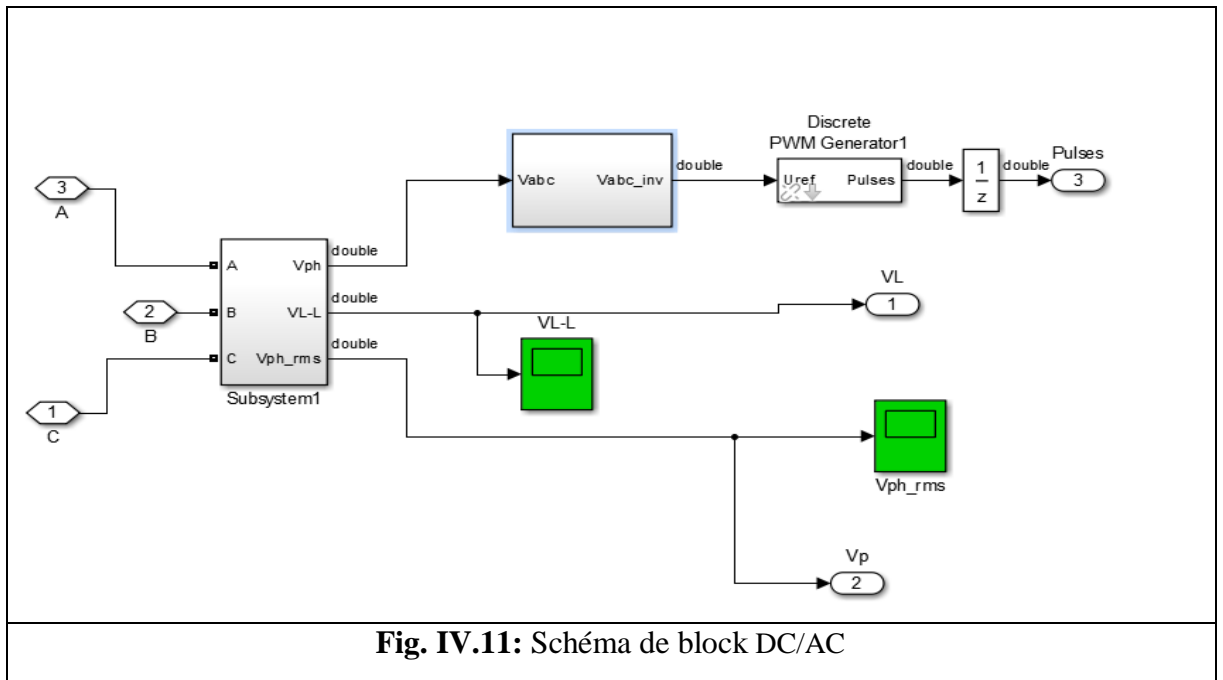 Discrete
PWM Generator1
double
double
double
Pulses
Vabc
Vabc_inv
Uref
Pulses
1
z
3
3
A
double
A
Vph
VL
double
2
B
VL-L
1
B
VL-L
double
C
Vph_rms
Subsystem1
1
C
Vph_rms
Vp
2
Fig. IV.11: Schéma de block DC/AC